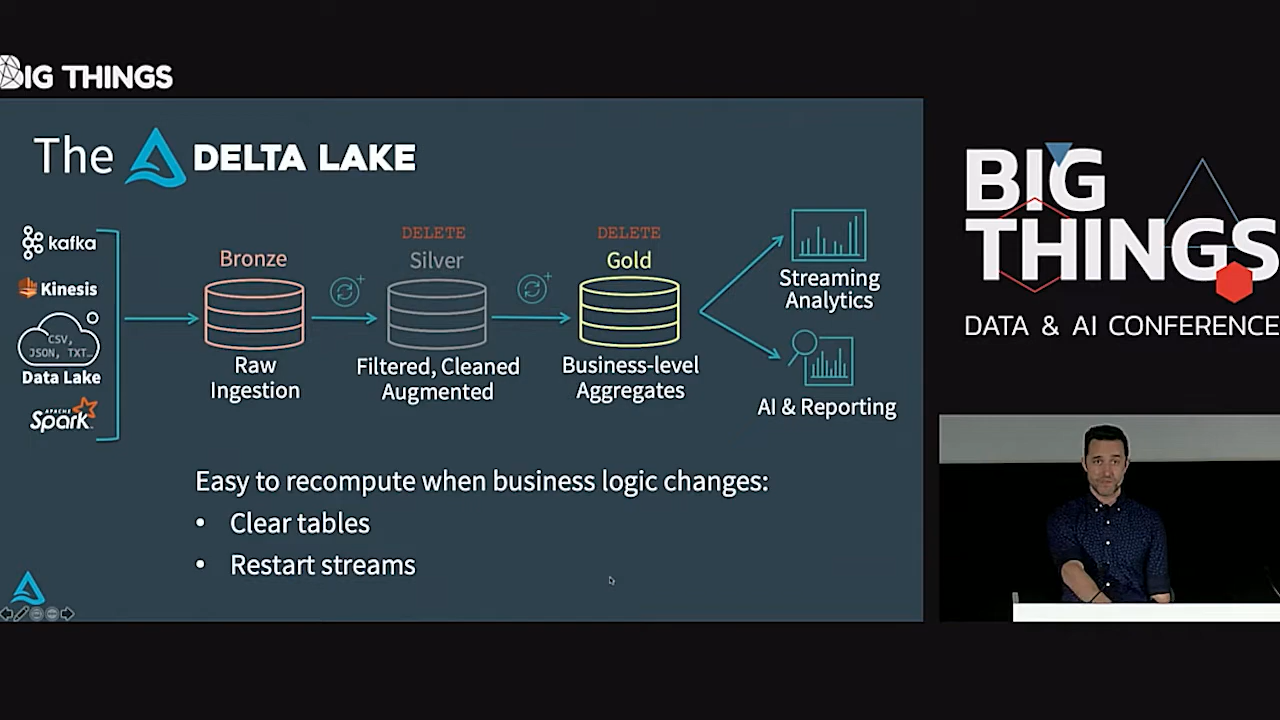 BIG THINGS
The DELTA LAKE
kafka
Kinesis
CSV,
JSON, TXT...
Data Lake
APACHE
Spark
Bronze
Raw
Ingestion
DELETE
Silver
Filtered, Cleaned
Augmented
DELETE
Gold
Business-level
Aggregates
Streaming
Analytics
AI & Reporting
Easy to recompute when business logic changes:
• Clear tables
• Restart streams
BIG
THINGS
DATA & AI CONFERENCE